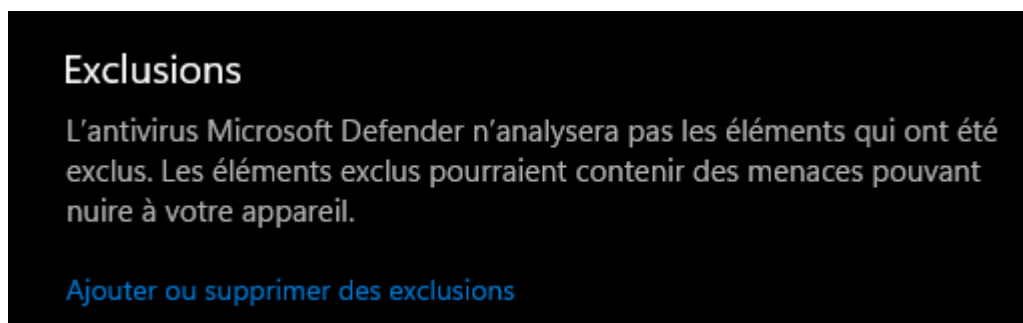 Exclusions
L’antivirus Microsoft Defender n’analysera pas les éléments qui ont été
exclus. Les éléments exclus pourraient contenir des menaces pouvant
nuire à votre appareil.
Ajouter ou supprimer des exclusions